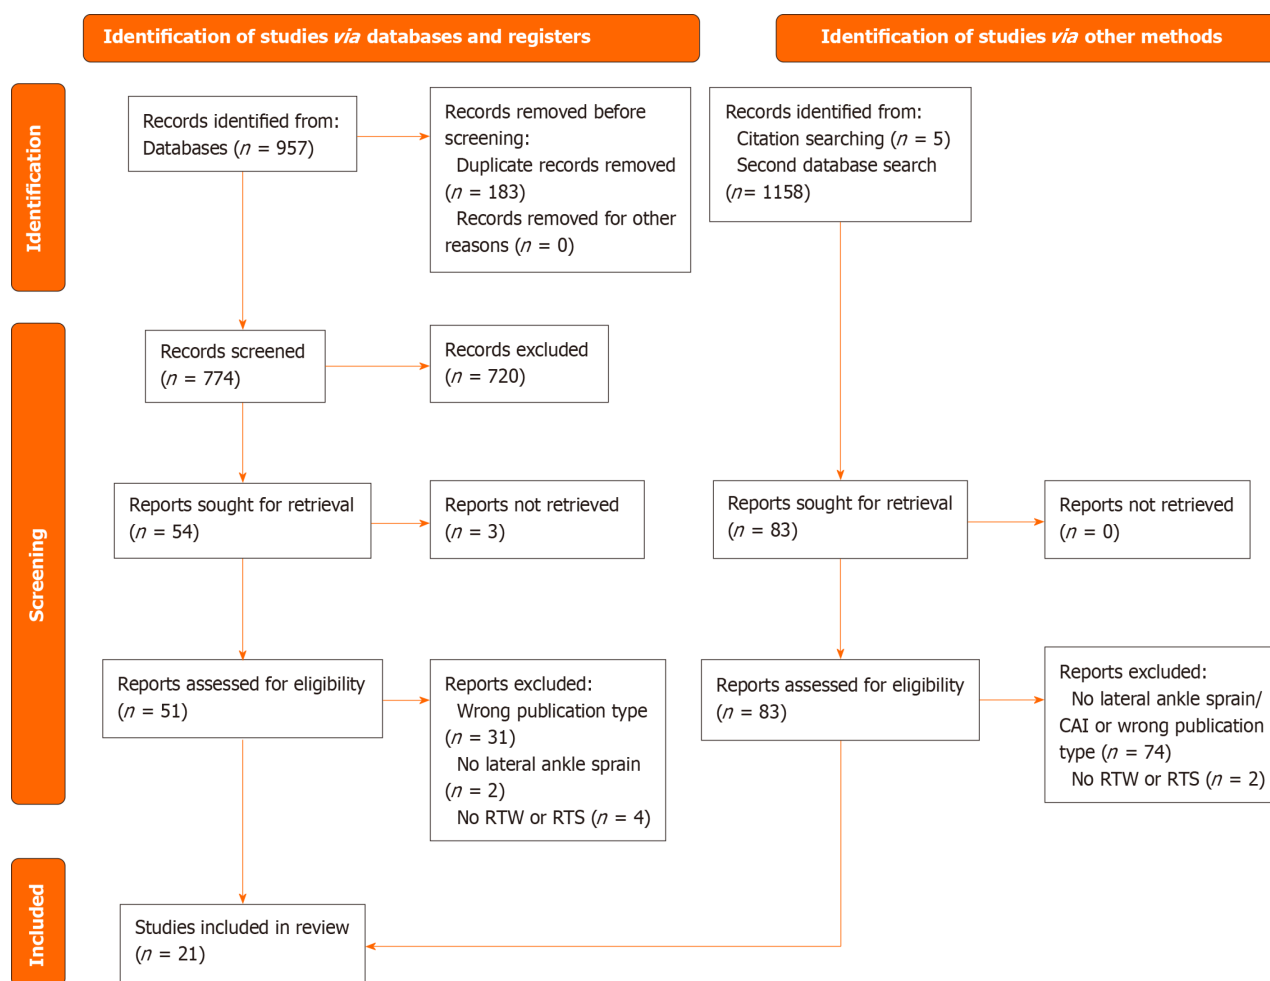 Identification of studies via databases and registers
Identification of studies via other methods
Identification
Records identified from:
Databases (n = 957)
Records removed before
screening:
Duplicate records removed
(n = 183)
Records removed for other
reasons (n = 0)
Records identified from:
Citation searching (n = 5)
Second database search
(n= 1158)
Screening
Records screened
(n = 774)
Records excluded
(n = 720)
Reports sought for retrieval
(n = 54)
Reports not retrieved
(n = 3)
Reports sought for retrieval
(n = 83)
Reports not retrieved
(n = 0)
Reports assessed for eligibility
(n = 51)
Reports excluded:
Wrong publication type
(n = 31)
No lateral ankle sprain
(n = 2)
No RTW or RTS (n = 4)
Reports assessed for eligibility
(n = 83)
Reports excluded:
No lateral ankle sprain/
CAI or wrong publication
type (n = 74)
No RTW or RTS (n = 2)
Included
Studies included in review
(n = 21)